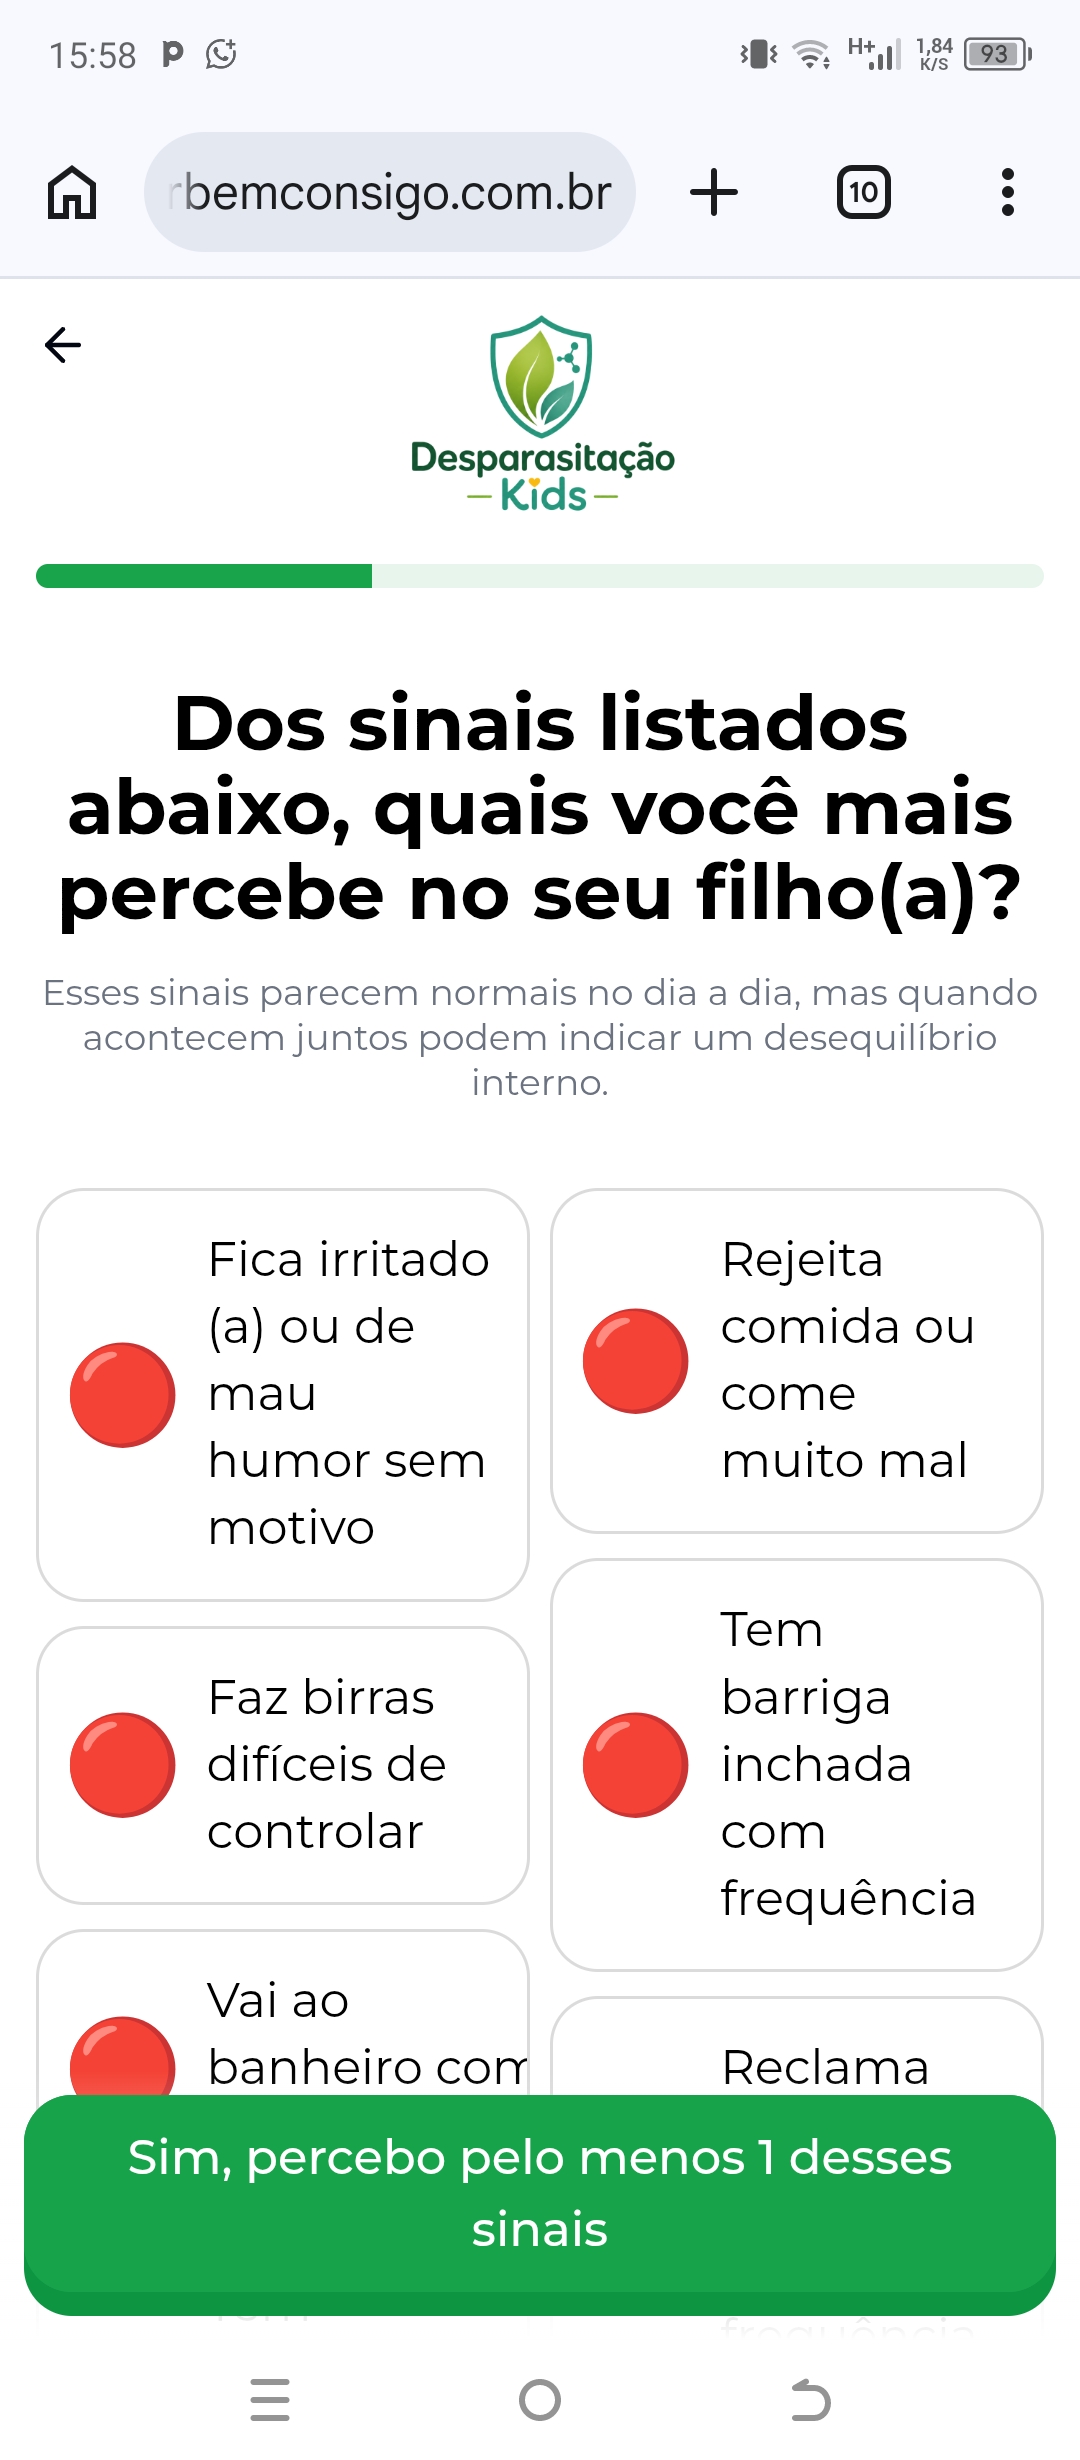 15:58
H+
1,84
K/S
93
rbemconsigo.com.br
10
Desparasitação
Kids
Dos sinais listados
abaixo, quais você mais
percebe no seu filho(a)?
Esses sinais parecem normais no dia a dia, mas quando
acontecem juntos podem indicar um desequilíbrio
interno.
Fica irritado
(a) ou de
mau
humor sem
motivo
Rejeita
comida ou
come
muito mal
Faz birras
difíceis de
controlar
Tem
barriga
inchada
com
frequência
Vai ao
banheiro com
Reclama
Sim, percebo pelo menos 1 desses
sinais
frequência